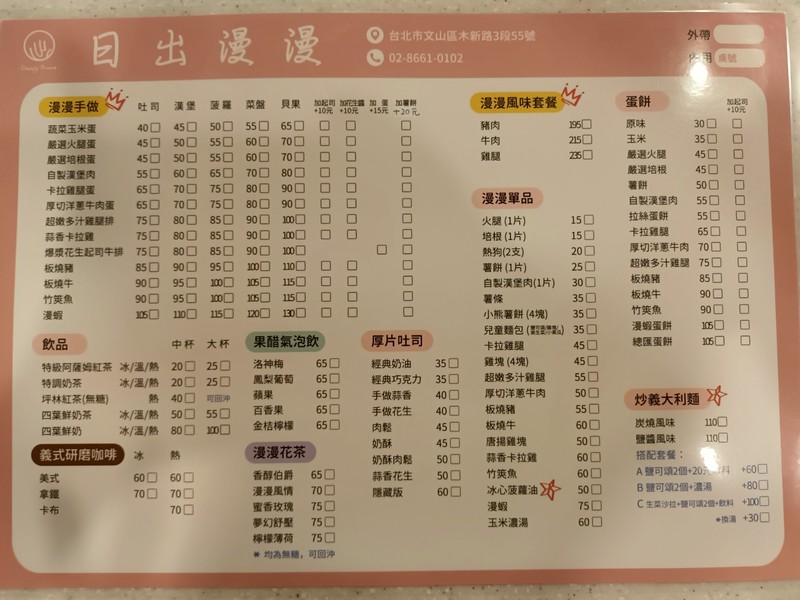 日出漫漫
台北市文山區木新路3段55號
02-8661-0102
外帶
內用 桌號
漫漫手做 吐司 漢堡 菠蘿 菜盤 貝果 加起司+10元 加花生醬+10元 加蛋+15元 加薯餅+20元
蔬菜玉米蛋 40 45 50 55 65
嚴選火腿蛋 45 50 55 60 70
嚴選培根蛋 45 50 55 60 70
自製漢堡肉 55 60 65 70 80
卡拉雞腿蛋 65 70 75 80 90
厚切洋蔥牛肉蛋 65 70 75 80 90
超嫩多汁雞腿排 75 80 85 90 100
蒜香卡拉雞 75 80 85 90 100
爆漿花生起司牛排 75 80 85 90 100
板燒豬 85 90 95 100 110
板燒牛 90 95 100 105 115
竹筴魚 90 95 100 105 115
漫蝦 105 110 115 120 130
飲品 中杯 大杯
特級阿薩姆紅茶 冰/溫/熱 20 25
特調奶茶 冰/溫/熱 20 25
坪林紅茶(無糖) 熱 40 可回沖
四葉鮮奶茶 冰/溫/熱 50 55
四葉鮮奶 冰/溫/熱 80 100
義式研磨咖啡 冰 熱
美式 60 60
拿鐵 70 70
卡布 70
果醋氣泡飲
洛神梅 65
鳳梨葡萄 65
蘋果 65
百香果 65
金桔檸檬 65
漫漫花茶
香醇伯爵 65
漫漫風情 70
蜜香玫瑰 75
夢幻舒壓 75
檸檬薄荷 75
* 均為無糖，可回沖
厚片吐司
經典奶油 35
經典巧克力 35
手做蒜香 40
手做花生 40
肉鬆 45
奶酥 45
奶酥肉鬆 50
蒜香花生 50
隱藏版 60
漫漫風味套餐
豬肉 195
牛肉 215
雞腿 235
漫漫單品
火腿 (1片) 15
培根 (1片) 15
熱狗(2支) 20
薯餅 (1片) 25
自製漢堡肉(1片) 30
薯條 35
小熊薯餅 (4塊) 35
兒童麵包 35
卡拉雞腿 45
雞塊 (4塊) 45
超嫩多汁雞腿 55
厚切洋蔥牛肉 50
板燒豬 55
板燒牛 60
唐揚雞塊 50
蒜香卡拉雞 60
竹筴魚 60
冰心菠蘿油 50
漫蝦 75
玉米濃湯 60
蛋餅 加起司+10元
原味 30
玉米 35
嚴選火腿 45
嚴選培根 45
薯餅 50
自製漢堡肉 55
拉絲蛋餅 55
卡拉雞腿 65
厚切洋蔥牛肉 70
超嫩多汁雞腿 75
板燒豬 85
板燒牛 90
竹筴魚 90
漫蝦蛋餅 105
總匯蛋餅 105
炒義大利麵
炭燒風味 110
鹽醬風味 110
搭配套餐：
A 鹽可頌2個+20元飲料 +60
B 鹽可頌2個+濃湯 +80
C 生菜沙拉+鹽可頌2個+飲料 +100
*換湯 +30